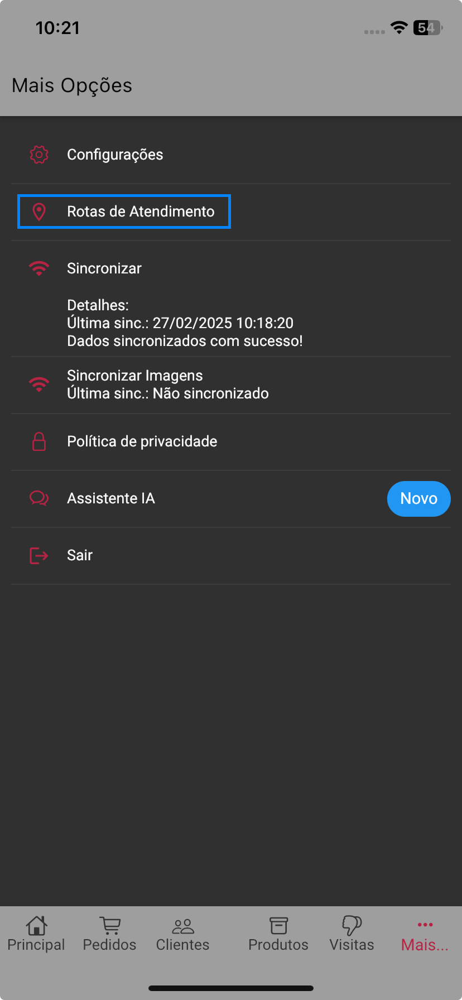 10:21
54
Mais Opções
Configurações
Rotas de Atendimento
Sincronizar
Detalhes:
Última sinc.: 27/02/2025 10:18:20
Dados sincronizados com sucesso!
Sincronizar Imagens
Última sinc.: Não sincronizado
Política de privacidade
Assistente IA
Novo
Sair
Principal
Pedidos
Clientes
Produtos
Visitas
Mais...